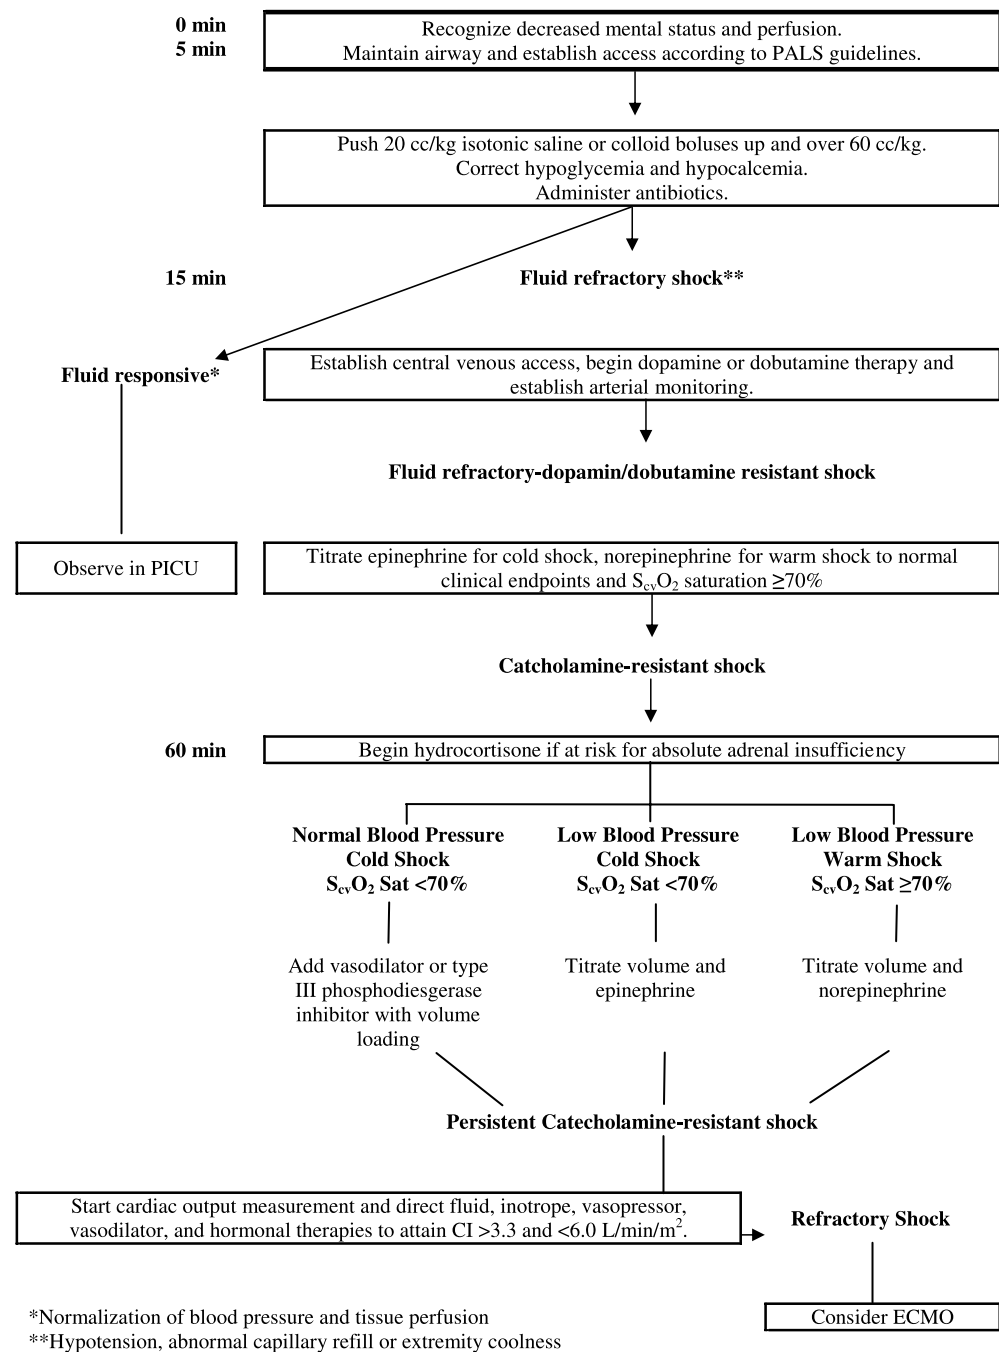 0 min
5 min
Recognize decreased mental status and perfusion.
Maintain airway and establish access according to PALS guidelines.
Push 20 cc/kg isotonic saline or colloid boluses up and over 60 cc/kg.
Correct hypoglycemia and hypocalcemia.
Administer antibiotics.
15 min
Fluid refractory shock**
Fluid responsive*
Establish central venous access, begin dopamine or dobutamine therapy and
establish arterial monitoring.
Fluid refractory-dopamin/dobutamine resistant shock
Observe in PICU
Titrate epinephrine for cold shock, norepinephrine for warm shock to normal
clinical endpoints and ScvO2 saturation ≥70%
Catcholamine-resistant shock
60 min
Begin hydrocortisone if at risk for absolute adrenal insufficiency
Normal Blood Pressure
Cold Shock
ScvO2 Sat <70%
Low Blood Pressure
Cold Shock
ScvO2 Sat <70%
Low Blood Pressure
Warm Shock
ScvO2 Sat ≥70%
Add vasodilator or type
III phosphodiesgerase
inhibitor with volume
loading
Titrate volume and
epinephrine
Titrate volume and
norepinephrine
Persistent Catecholamine-resistant shock
Start cardiac output measurement and direct fluid, inotrope, vasopressor,
vasodilator, and hormonal therapies to attain CI >3.3 and <6.0 L/min/m².
Refractory Shock
Consider ECMO
*Normalization of blood pressure and tissue perfusion
**Hypotension, abnormal capillary refill or extremity coolness